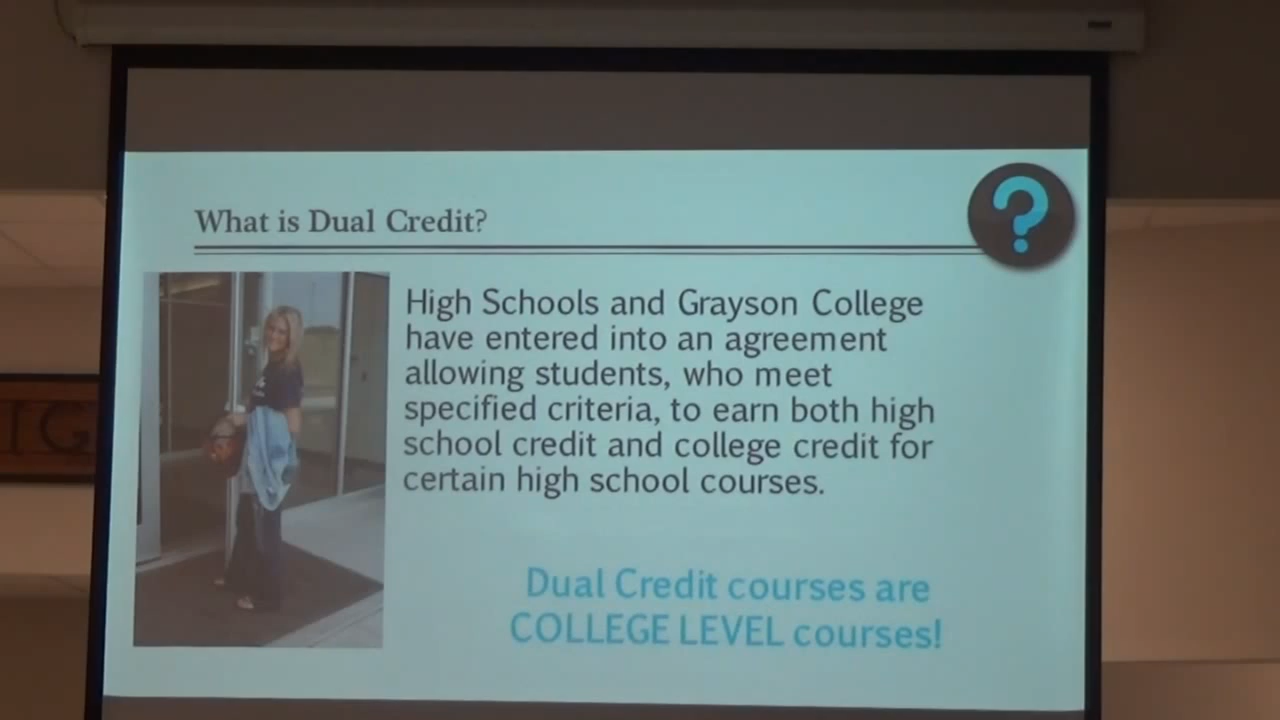 What is Dual Credit?
?
High Schools and Grayson College
have entered into an agreement
allowing students, who meet
specified criteria, to earn both high
school credit and college credit for
certain high school courses.
Dual Credit courses are
COLLEGE LEVEL courses!